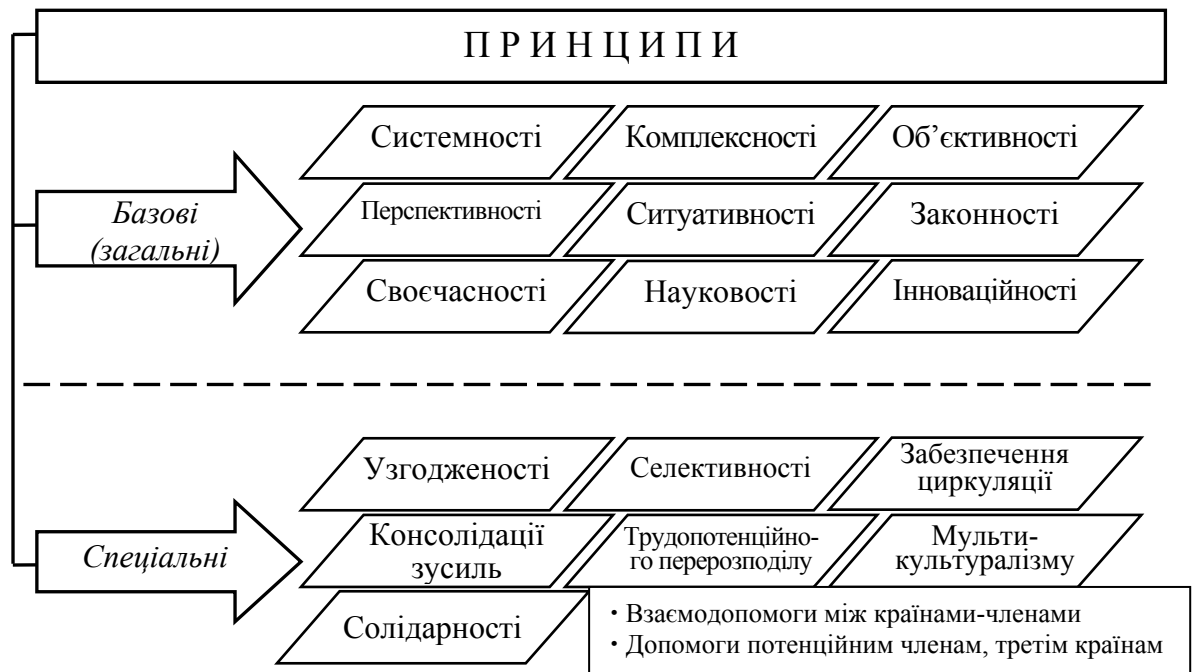 П Р И Н Ц И П И
Базові
(загальні)
Системності
Комплексності
Об’єктивності
Перспективності
Ситуативності
Законності
Своєчасності
Науковості
Інноваційності
Спеціальні
Узгодженості
Селективності
Забезпечення
циркуляції
Консолідації
зусиль
Трудопотенційно-
го перерозподілу
Мульти-
культуралізму
Солідарності
· Взаємодопомоги між країнами-членами
· Допомоги потенційним членам, третім країнам